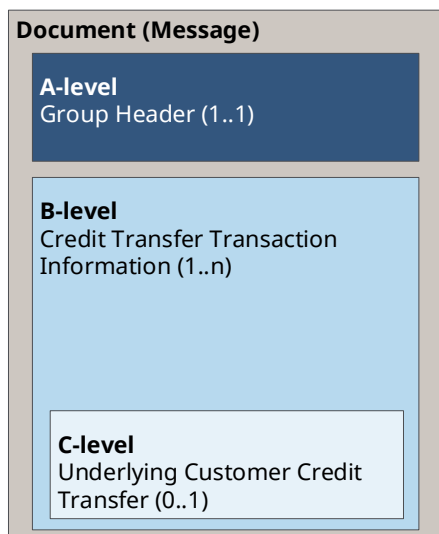 Document (Message)
A-level
Group Header (1..1)
B-level
Credit Transfer Transaction
Information (1..n)
C-level
Underlying Customer Credit
Transfer (0..1)